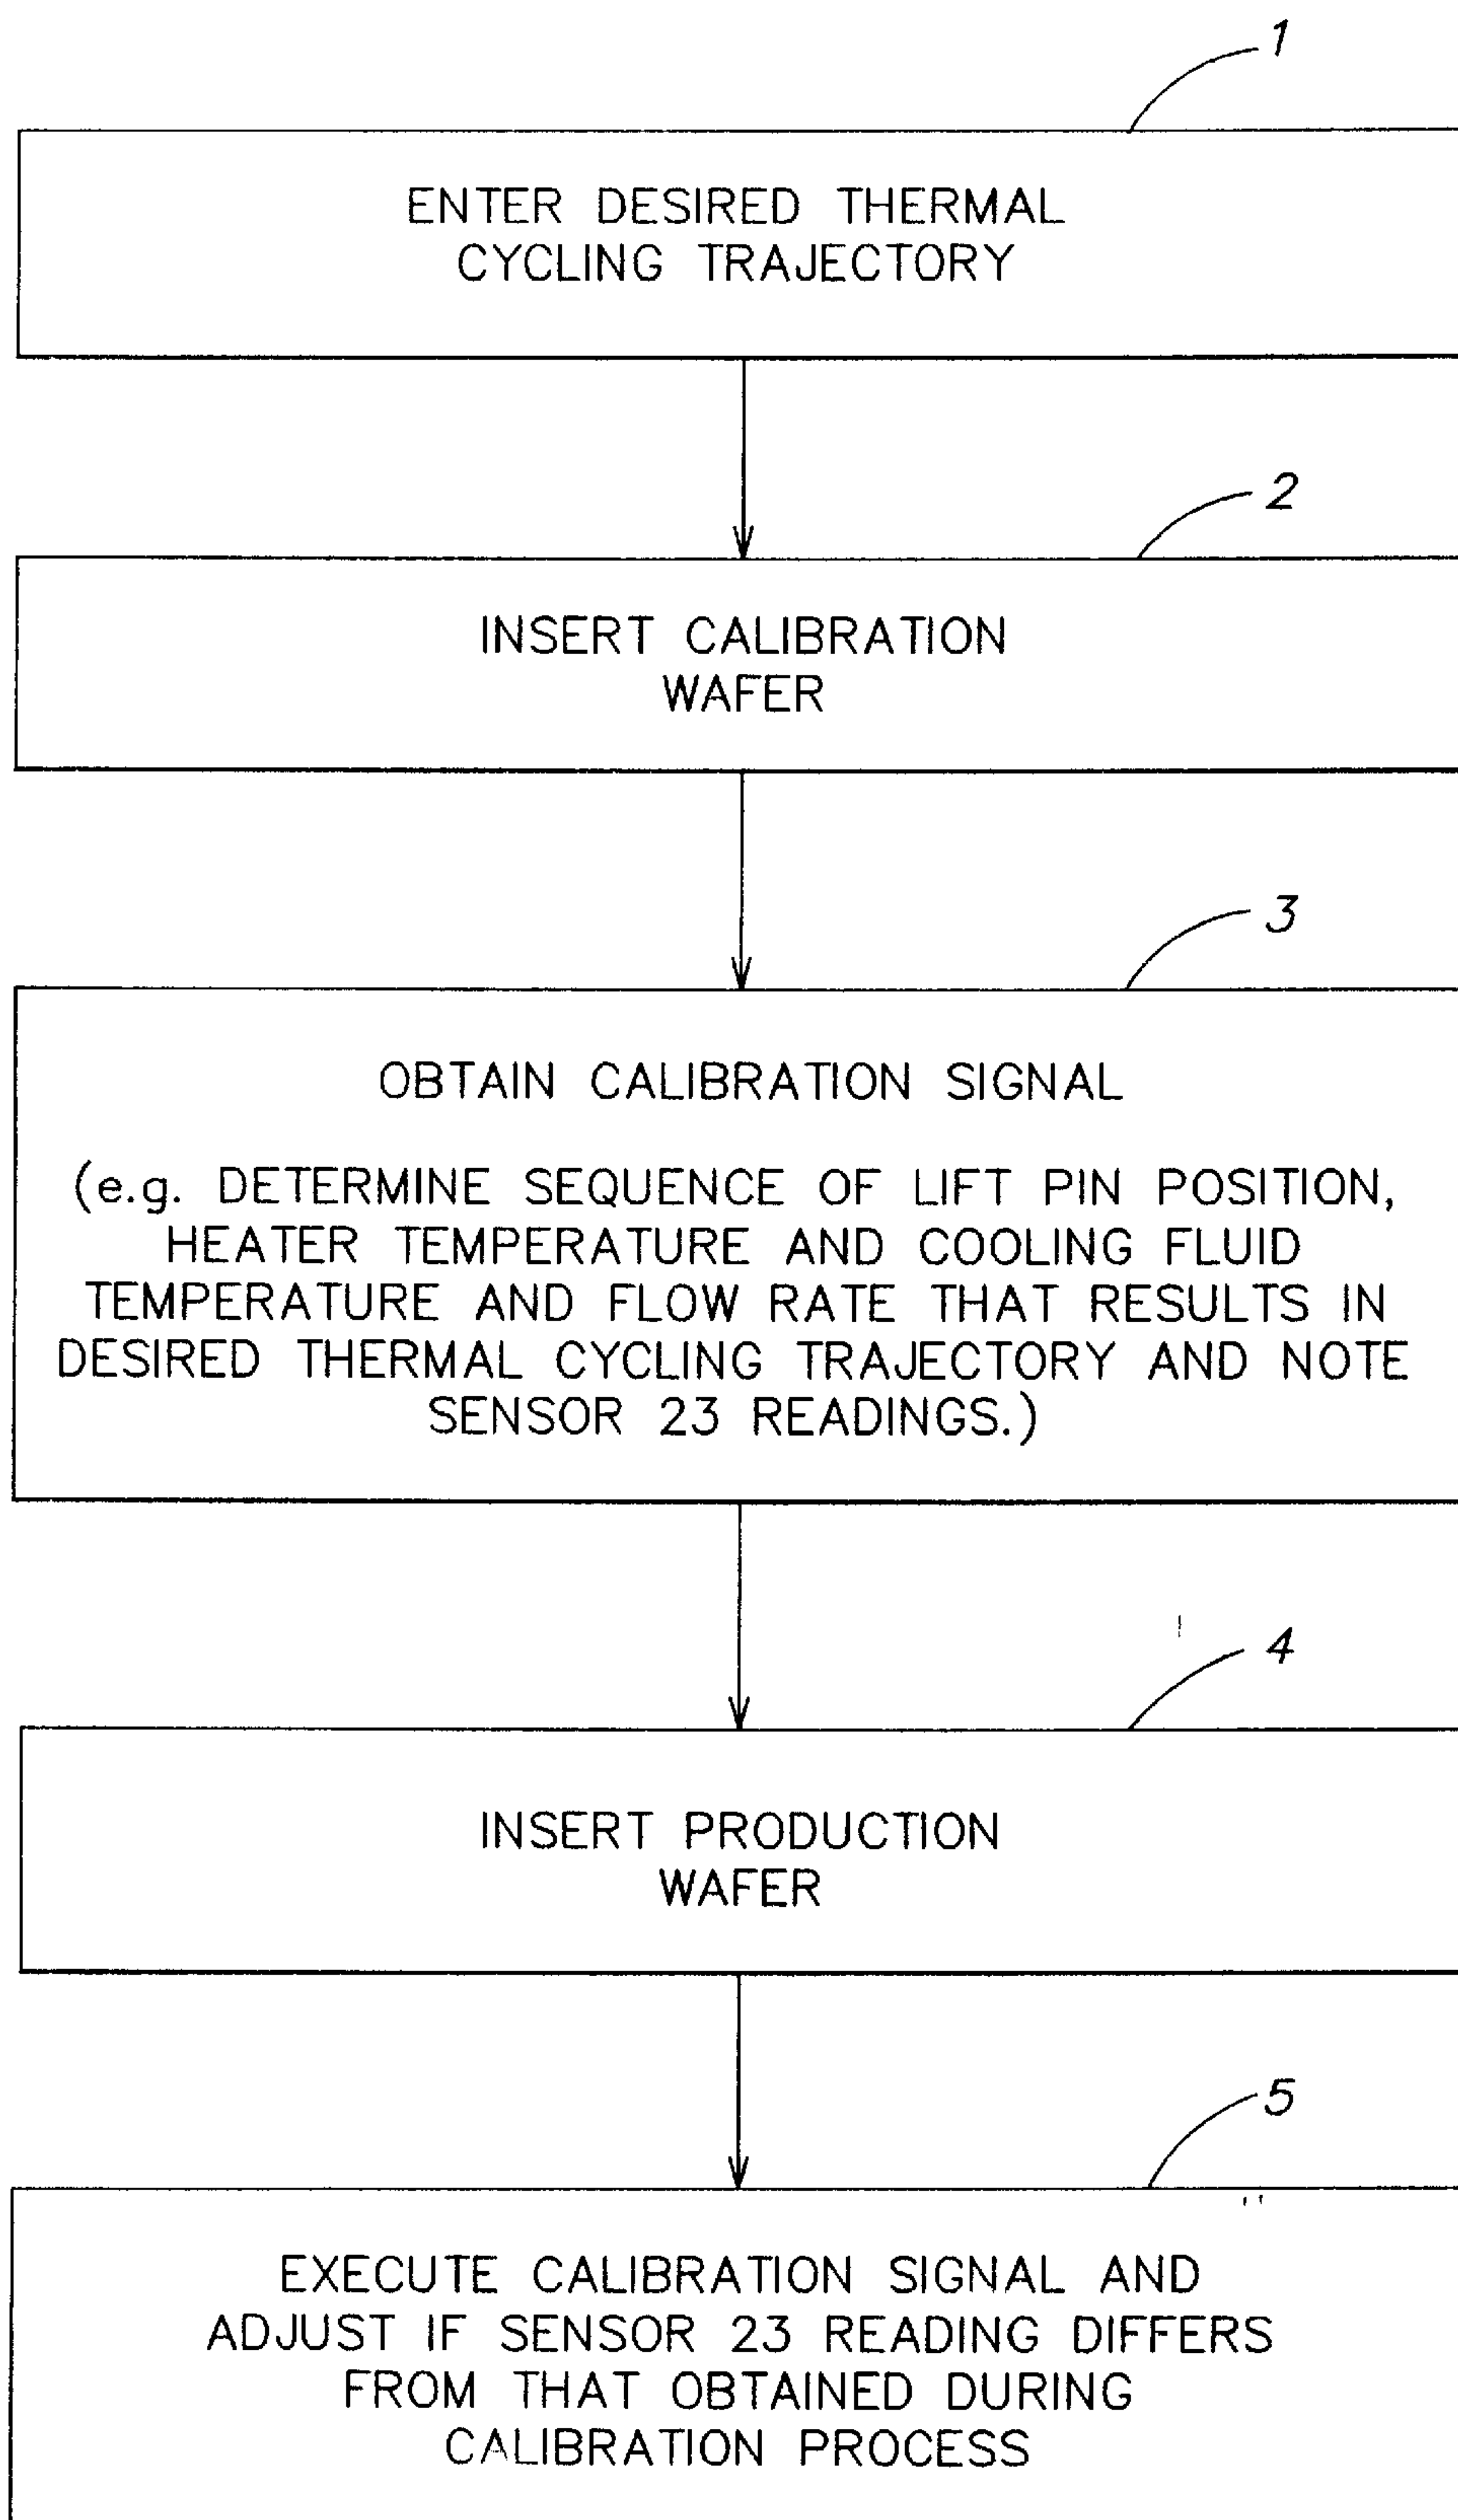 1
ENTER DESIRED THERMAL
CYCLING TRAJECTORY
2
INSERT CALIBRATION
WAFER
3
OBTAIN CALIBRATION SIGNAL
(e.g. DETERMINE SEQUENCE OF LIFT PIN POSITION,
HEATER TEMPERATURE AND COOLING FLUID
TEMPERATURE AND FLOW RATE THAT RESULTS IN
DESIRED THERMAL CYCLING TRAJECTORY AND NOTE
SENSOR 23 READINGS.)
4
INSERT PRODUCTION
WAFER
5
EXECUTE CALIBRATION SIGNAL AND
ADJUST IF SENSOR 23 READING DIFFERS
FROM THAT OBTAINED DURING
CALIBRATION PROCESS